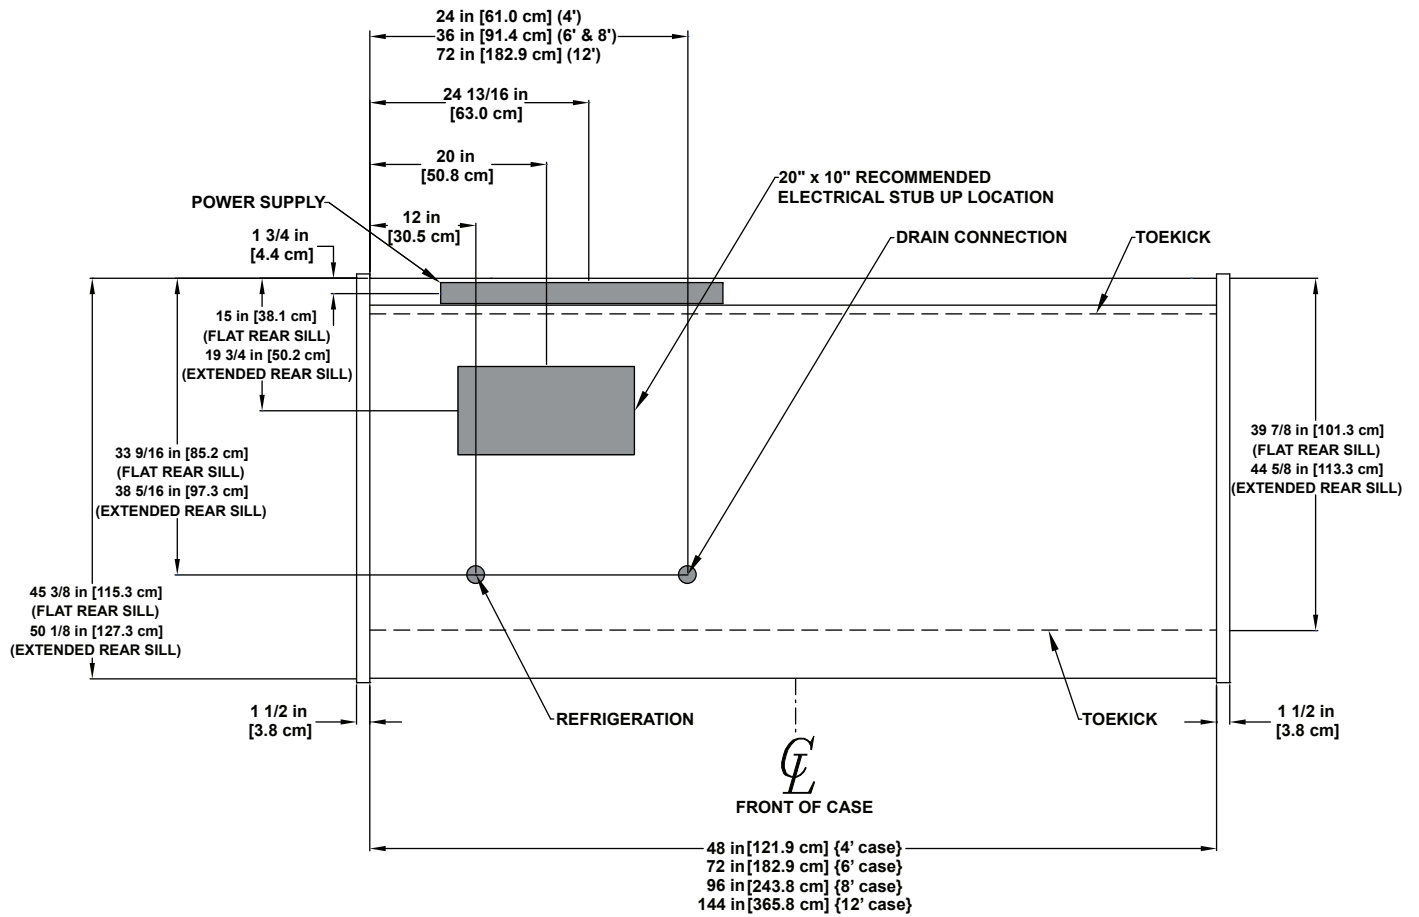 24 in [61.0 cm] (4')
36 in [91.4 cm] (6' & 8')
72 in [182.9 cm] (12')
24 13/16 in
[63.0 cm]
20 in
[50.8 cm]
20" x 10" RECOMMENDED
ELECTRICAL STUB UP LOCATION
POWER SUPPLY
12 in
[30.5 cm]
1 3/4 in
[4.4 cm]
DRAIN CONNECTION
TOEKICK
15 in [38.1 cm]
(FLAT REAR SILL)
19 3/4 in [50.2 cm]
(EXTENDED REAR SILL)
33 9/16 in [85.2 cm]
(FLAT REAR SILL)
38 5/16 in [97.3 cm]
(EXTENDED REAR SILL)
39 7/8 in [101.3 cm]
(FLAT REAR SILL)
44 5/8 in [113.3 cm]
(EXTENDED REAR SILL)
45 3/8 in [115.3 cm]
(FLAT REAR SILL)
50 1/8 in [127.3 cm]
(EXTENDED REAR SILL)
1 1/2 in
[3.8 cm]
REFRIGERATION
TOEKICK
1 1/2 in
[3.8 cm]
CL
FRONT OF CASE
48 in [121.9 cm] {4’ case}
72 in [182.9 cm] {6’ case}
96 in [243.8 cm] {8’ case}
144 in [365.8 cm] {12’ case}